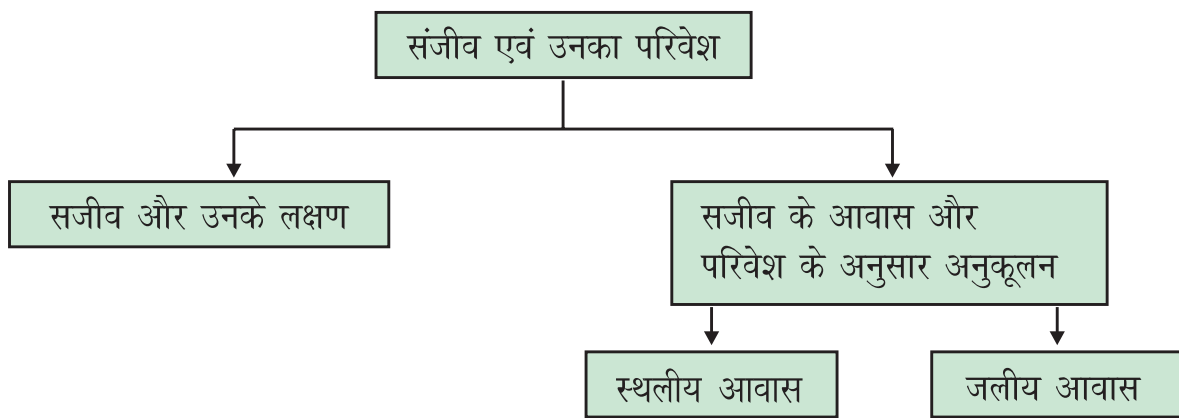 संजीव एवं उनका परिवेश
सजीव और उनके लक्षण
सजीव के आवास और
परिवेश के अनुसार अनुकूलन
स्थलीय आवास
जलीय आवास